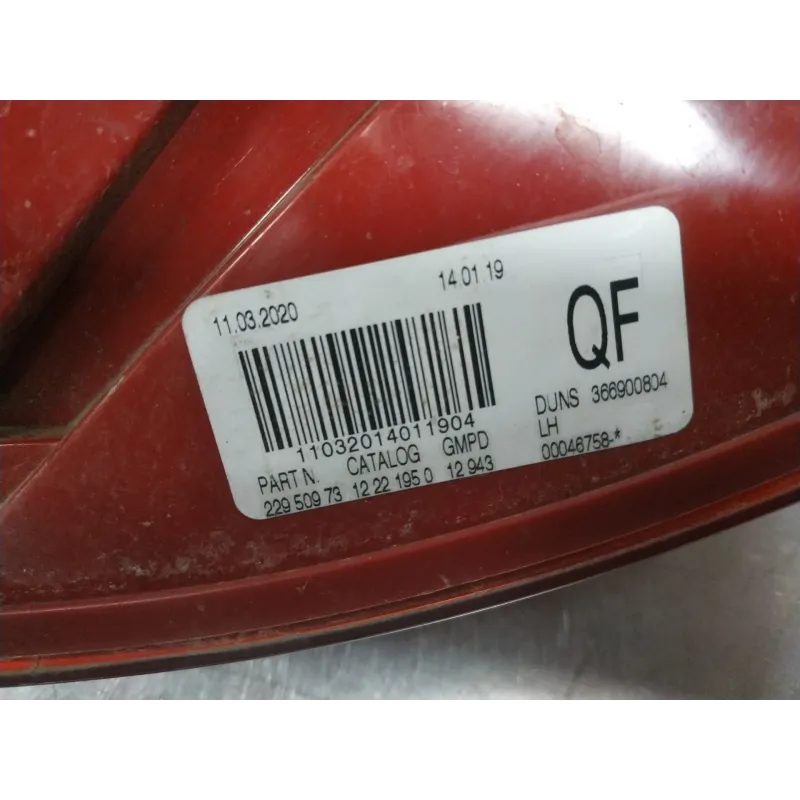 11.03.2020 14 01 19
QF
11032014011904
DUNS 366900804
PART N. CATALOG GMPD LH
229 509 73 12 22 195 0 12 943 00046758-*